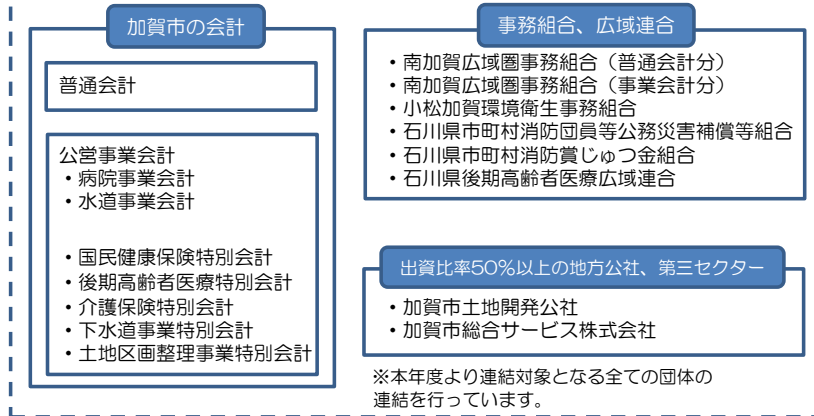 加賀市の会計
普通会計
公営事業会計
・病院事業会計
・水道事業会計
・国民健康保険特別会計
・後期高齢者医療特別会計
・介護保険特別会計
・下水道事業特別会計
・土地区画整理事業特別会計
事務組合、広域連合
・南加賀広域圏事務組合（普通会計分）
・南加賀広域圏事務組合（事業会計分）
・小松加賀環境衛生事務組合
・石川県市町村消防団員等公務災害補償等組合
・石川県市町村消防賞じゅつ金組合
・石川県後期高齢者医療広域連合
出資比率50％以上の地方公社、第三セクター
・加賀市土地開発公社
・加賀市総合サービス株式会社
※本年度より連結対象となる全ての団体の
連結を行っています。